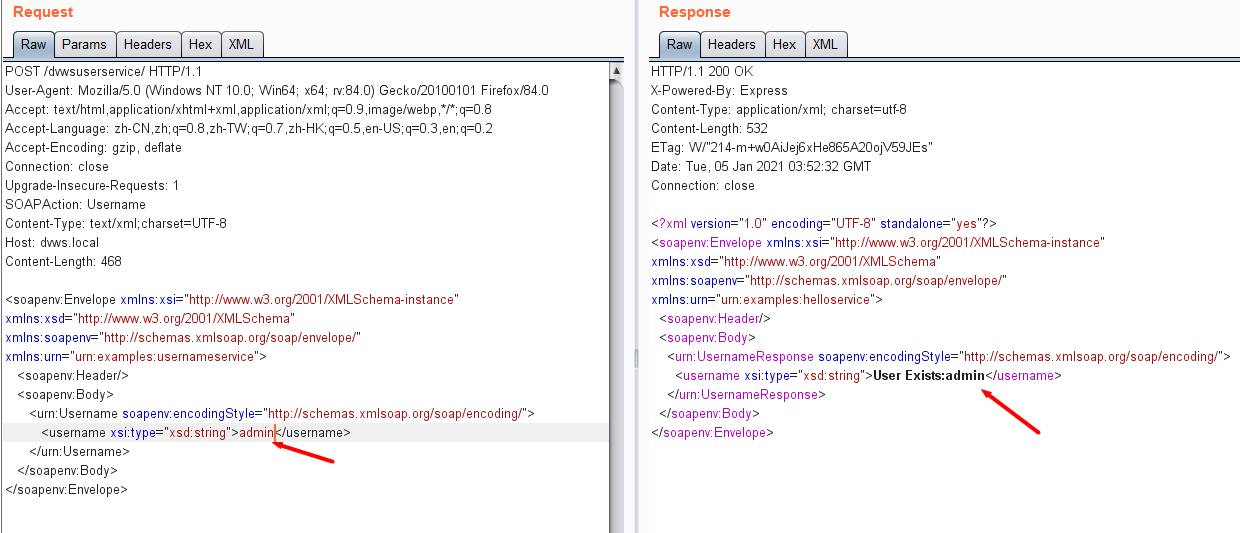 Request
Raw Params Headers Hex XML
POST /dvwsuserservice/ HTTP/1.1
User-Agent: Mozilla/5.0 (Windows NT 10.0; Win64; x64; rv:84.0) Gecko/20100101 Firefox/84.0
Accept: text/html,application/xhtml+xml,application/xml;q=0.9,image/webp,*/*;q=0.8
Accept-Language: zh-CN,zh;q=0.8,zh-TW;q=0.7,zh-HK;q=0.5,en-US;q=0.3,en;q=0.2
Accept-Encoding: gzip, deflate
Connection: close
Upgrade-Insecure-Requests: 1
SOAPAction: Username
Content-Type: text/xml;charset=UTF-8
Host: dvws.local
Content-Length: 468

<soapenv:Envelope xmlns:xsi="http://www.w3.org/2001/XMLSchema-instance"
xmlns:xsd="http://www.w3.org/2001/XMLSchema"
xmlns:soapenv="http://schemas.xmlsoap.org/soap/envelope/"
xmlns:urn="urn:examples:usernameservice">
<soapenv:Header/>
<soapenv:Body>
<urn:Username soapenv:encodingStyle="http://schemas.xmlsoap.org/soap/encoding/">
<username xsi:type="xsd:string">admin</username>
</urn:Username>
</soapenv:Body>
</soapenv:Envelope>
Response
Raw Headers Hex XML
HTTP/1.1 200 OK
X-Powered-By: Express
Content-Type: application/xml; charset=utf-8
Content-Length: 532
ETag: W/"214-m+w0AiJej6xHe865A20ojV59JEs"
Date: Tue, 05 Jan 2021 03:52:32 GMT
Connection: close

<?xml version="1.0" encoding="UTF-8" standalone="yes"?>
<soapenv:Envelope xmlns:xsi="http://www.w3.org/2001/XMLSchema-instance"
xmlns:xsd="http://www.w3.org/2001/XMLSchema"
xmlns:soapenv="http://schemas.xmlsoap.org/soap/envelope/"
xmlns:urn="urn:examples:helloservice">
<soapenv:Header/>
<soapenv:Body>
<urn:UsernameResponse soapenv:encodingStyle="http://schemas.xmlsoap.org/soap/encoding/">
<username xsi:type="xsd:string">User Exists:admin</username>
</urn:UsernameResponse>
</soapenv:Body>
</soapenv:Envelope>